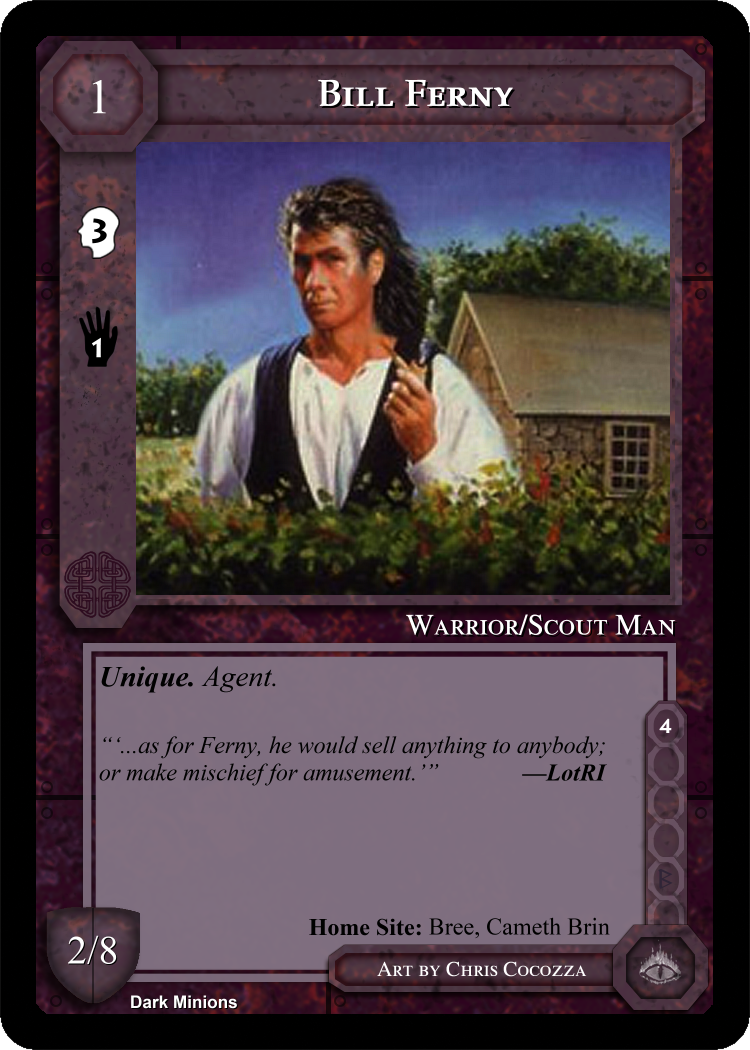 1
BILL FERNY
3
1
WARRIOR/SCOUT MAN
Unique. Agent.
“‘...as for Ferny, he would sell anything to anybody;
or make mischief for amusement.’” —LotRI
4
B
Home Site: Bree, Cameth Brin
2/8
ART BY CHRIS COCOZZA
Dark Minions